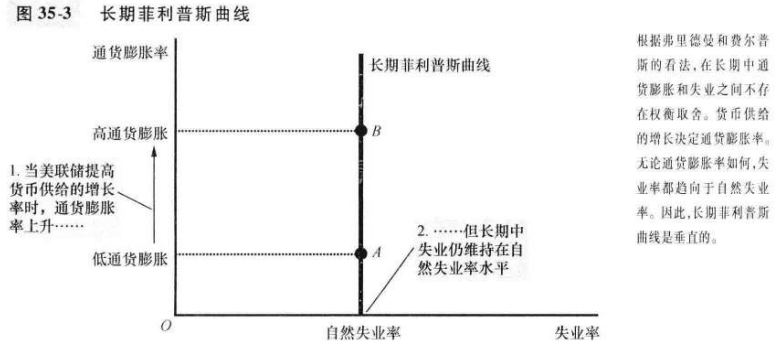 图 35-3 长期菲利普斯曲线
通货膨胀率
长期菲利普斯曲线
高通货膨胀
B
1. 当美联储提高
货币供给的增长
率时，通货膨胀
率上升……
2. ……但长期中
失业仍维持在自
然失业率水平
A
低通货膨胀
O
自然失业率
失业率
根据弗里德曼和费尔普
斯的看法,在长期中通
货膨胀和失业之间不存
在权衡取舍。货币供给
的增长决定通货膨胀率。
无论通货膨胀率如何,失
业率都趋向于自然失业
率。因此,长期菲利普斯
曲线是垂直的。